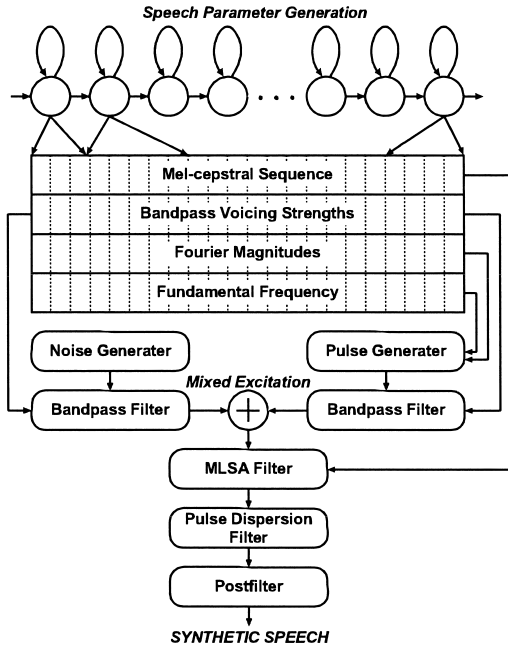 Speech Parameter Generation
. . .
Mel-cepstral Sequence
Bandpass Voicing Strengths
Fourier Magnitudes
Fundamental Frequency
Noise Generater
Pulse Generater
Mixed Excitation
Bandpass Filter
+
Bandpass Filter
MLSA Filter
Pulse Dispersion
Filter
Postfilter
SYNTHETIC SPEECH